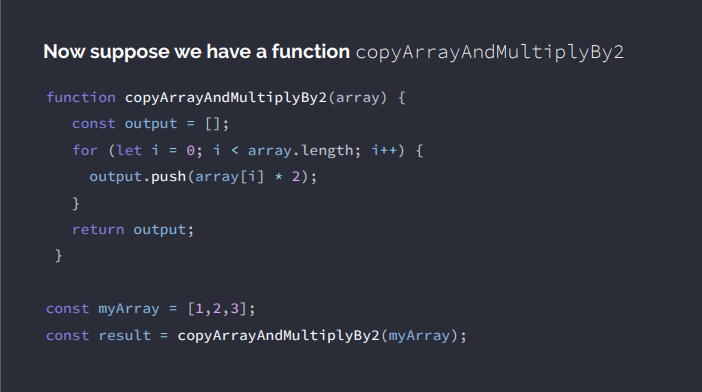 Now suppose we have a function copyArrayAndMultiplyBy2
function copyArrayAndMultiplyBy2(array) {
const output = [];
for (let i = 0; i < array.length; i++) {
output.push(array[i] * 2);
}
return output;
}
const myArray = [1,2,3];
const result = copyArrayAndMultiplyBy2(myArray);